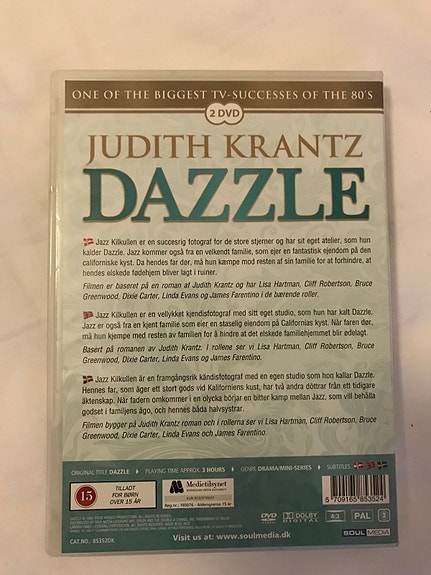 ONE OF THE BIGGEST TV-SUCCESSES OF THE 80'S
2 DVD
JUDITH KRANTZ
DAZZLE
Jazz Kilkullen er en succesrig fotograf for de store stjerner og har sit eget atelier, som hun
kalder Dazzle. Jazz kommer også fra en velkendt familie, som ejer en fantastisk ejendom på den
californiske kyst. Da hendes far dør, må hun kæmpe mod resten af sin familie for at forhindre, at
hendes elskede fødehjem bliver lagt i ruiner.
Filmen er baseret på en roman af Judith Krantz og har Lisa Hartman, Cliff Robertson, Bruce
Greenwood, Dixie Carter, Linda Evans og James Farentino i de bærende roller.
Jazz Kilkullen er en vellykket kjendisfotograf med sitt eget studio, som hun har kalt Dazzle.
Jazz er også fra en kjent familie som eier en staselig eiendom på Californias kyst. Når faren dør,
må hun kjempe med resten av familien for å hindre at det elskede familiehjemmet blir ødelagt.
Basert på romanen av Judith Krantz. I rollene ser vi Lisa Hartman, Cliff Robertson, Bruce
Greenwood, Dixie Carter, Linda Evans og James Farentino.
Jazz Kilkullen är en framgångsrik kändisfotograf med en egen studio som hon kallar Dazzle.
Hennes far, som äger ett stort gods vid Kaliforniens kust, har två andra döttrar från ett tidigare
äktenskap. När fadern omkommer i en olycka börjar en bitter kamp mellan Jazz, som vill behålla
godset i familjens ägo, och hennes båda halvsystrar.
Filmen bygger på Judith Krantz roman och i rollerna ser vi Lisa Hartman, Cliff Robertson, Bruce
Greenwood, Dixie Carter, Linda Evans och James Farentino.
ORIGINAL TITLE DAZZLE PLAYING TIME APPROX. 3 HOURS GENRE DRAMA/MINI-SERIES SUBTITLES
15
TILLADT
FOR BØRN
OVER 15 ÅR
Medietilsynet
Reg.nr.: 165076 - Aldersgrense 15 år
5 709165 853524
DVD VIDEO
DOLBY DIGITAL
4:3
PAL
SOUL MEDIA
CAT NO.: 85352DK
Visit us at: www.soulmedia.dk